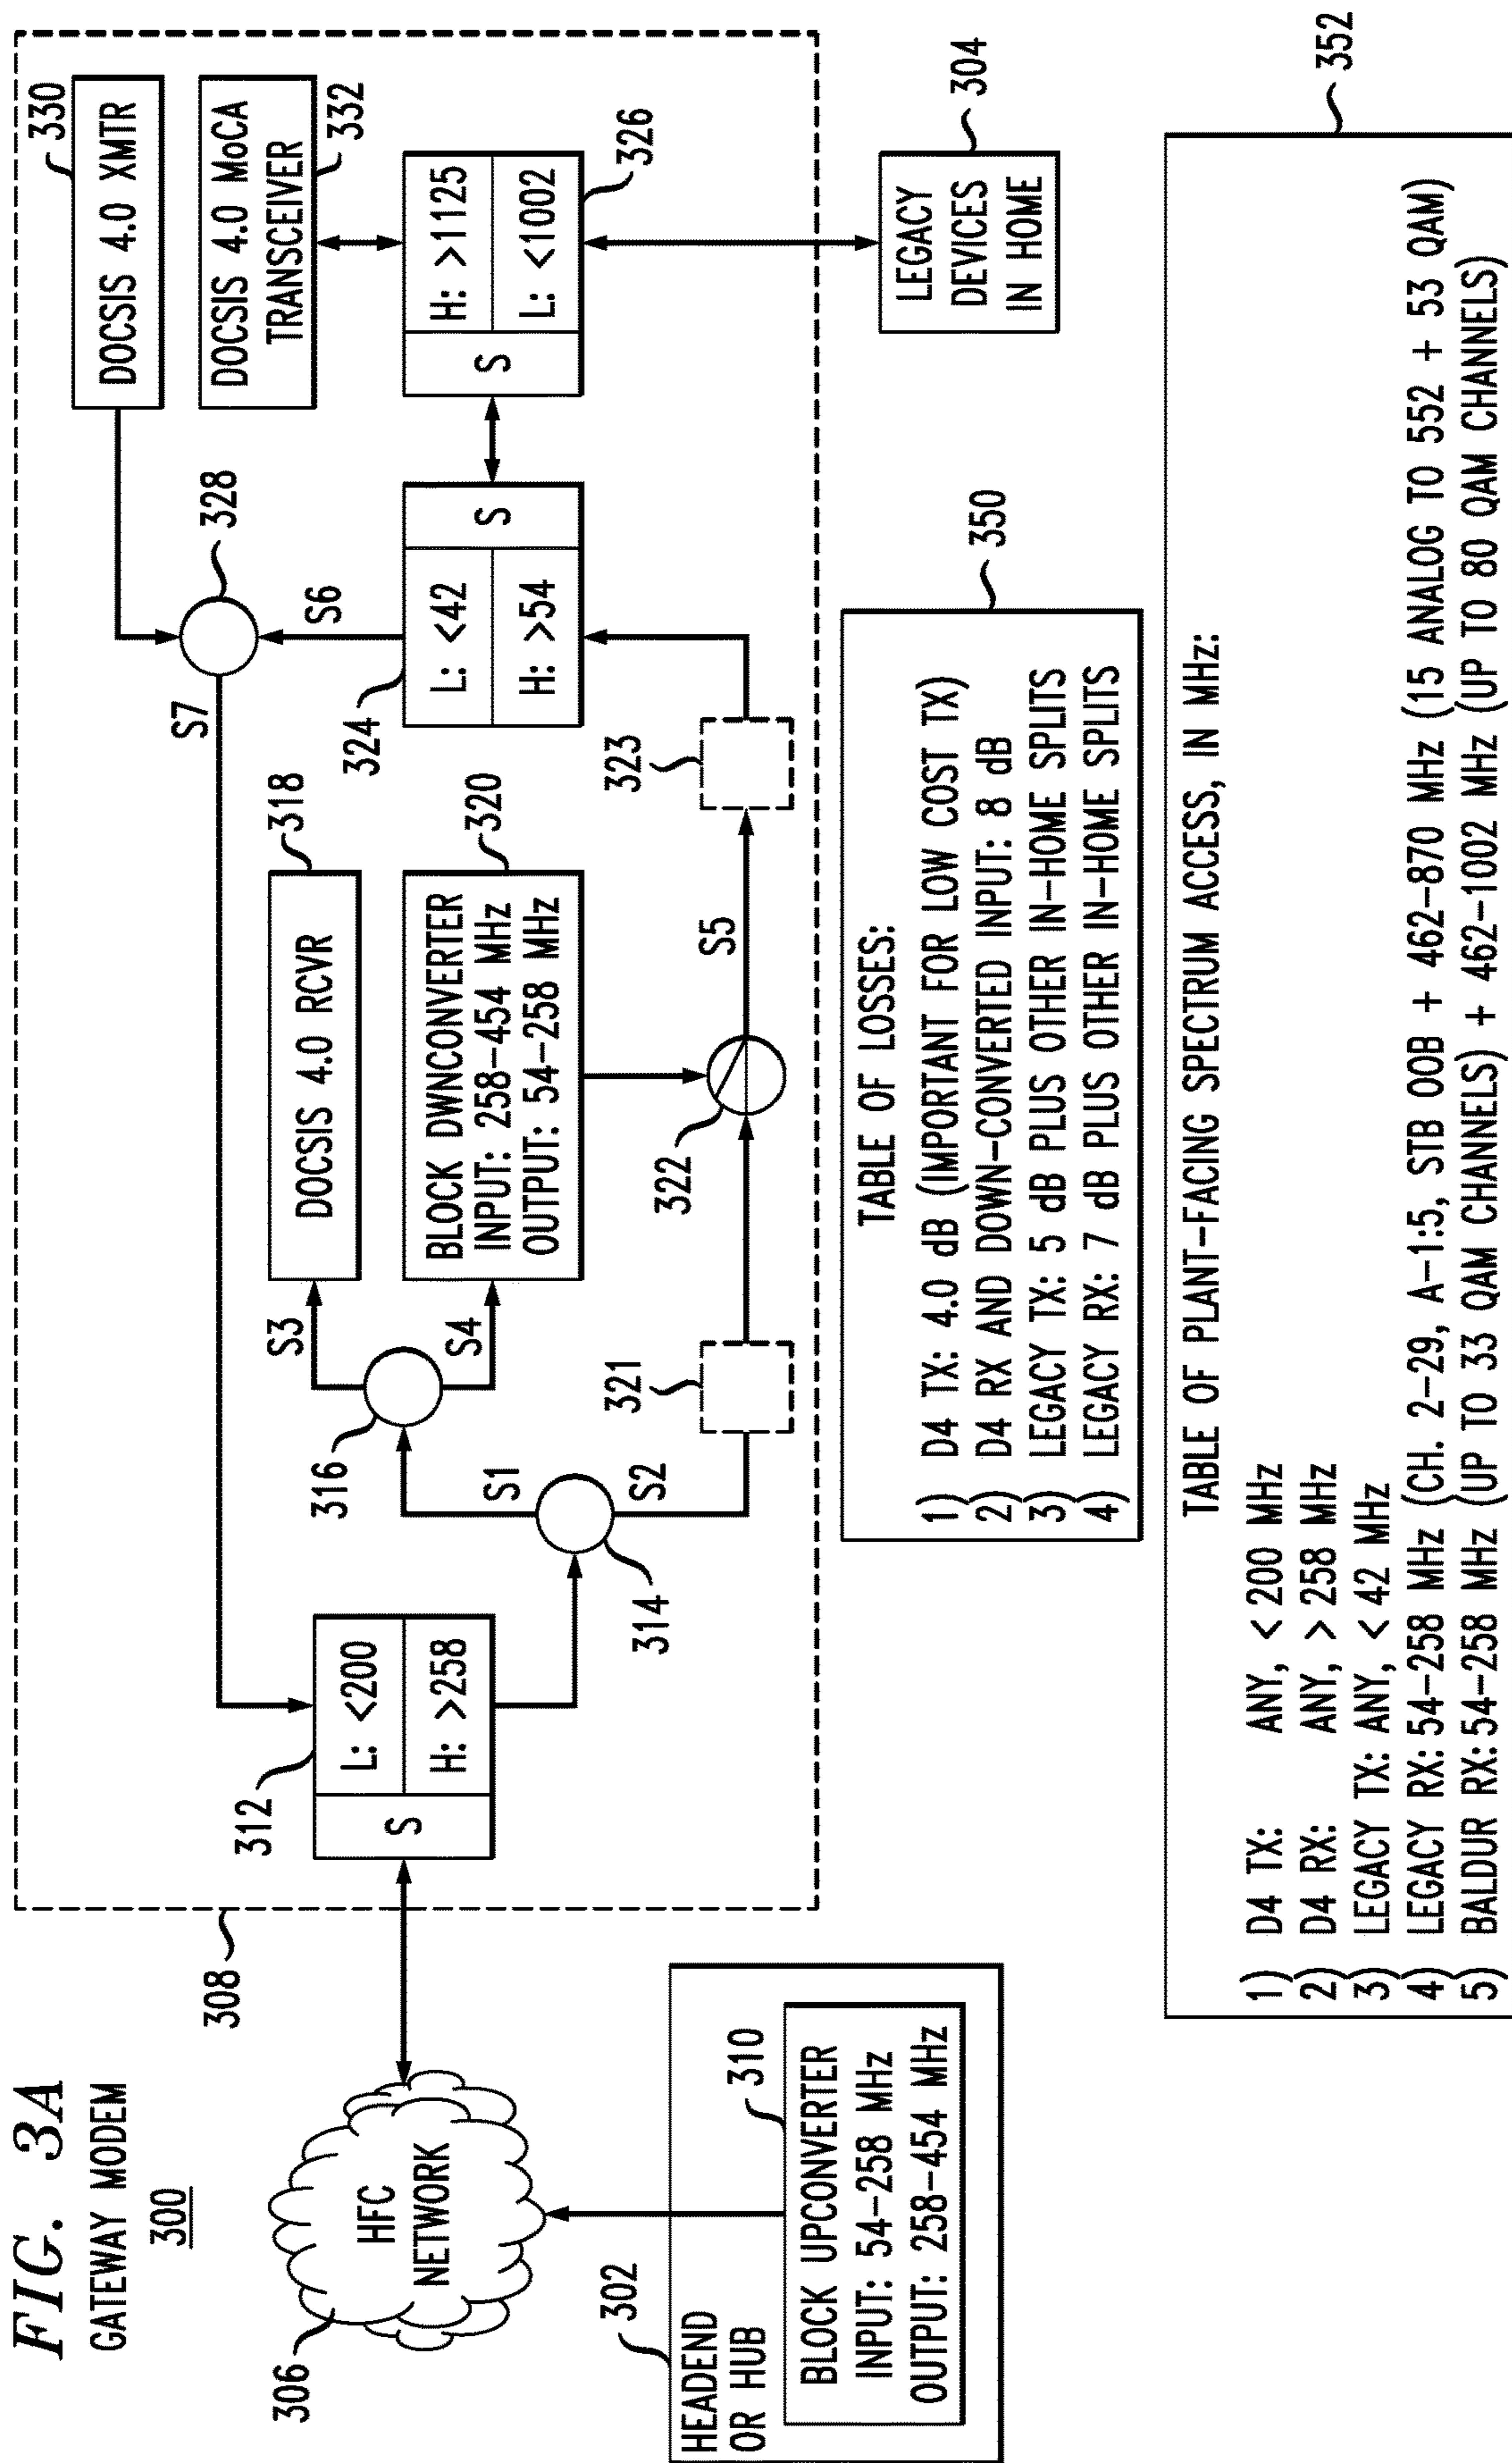 FIG. 3A
GATEWAY MODEM
300
306
HFC
NETWORK
302
HEADEND
OR HUB
310
BLOCK UPCONVERTER
INPUT: 54-258 MHz
OUTPUT: 258-454 MHz
308
312
S
L: <200
H: >258
314
S1
S2
316
S3
S4
318
DOCSIS 4.0 RCVR
320
BLOCK DWNCONVERTER
INPUT: 258-454 MHz
OUTPUT: 54-258 MHz
321
322
S5
323
324
L: <42
H: >54
S
S6
S7
328
330
DOCSIS 4.0 XMTR
DOCSIS 4.0 MoCA
TRANSCEIVER
332
S
H: >1125
L: <1002
326
LEGACY
DEVICES
IN HOME
304
350
TABLE OF LOSSES:
1) D4 TX: 4.0 dB (IMPORTANT FOR LOW COST TX)
2) D4 RX AND DOWN-CONVERTED INPUT: 8 dB
3) LEGACY TX: 5 dB PLUS OTHER IN-HOME SPLITS
4) LEGACY RX: 7 dB PLUS OTHER IN-HOME SPLITS
352
TABLE OF PLANT-FACING SPECTRUM ACCESS, IN MHz:
1) D4 TX: ANY, < 200 MHz
2) D4 RX: ANY, > 258 MHz
3) LEGACY TX: ANY, < 42 MHz
4) LEGACY RX: 54-258 MHz (CH. 2-29, A-1:5, STB OOB + 462-870 MHz (15 ANALOG TO 552 + 53 QAM)
5) BALDUR RX: 54-258 MHz (UP TO 33 QAM CHANNELS) + 462-1002 MHz (UP TO 80 QAM CHANNELS)